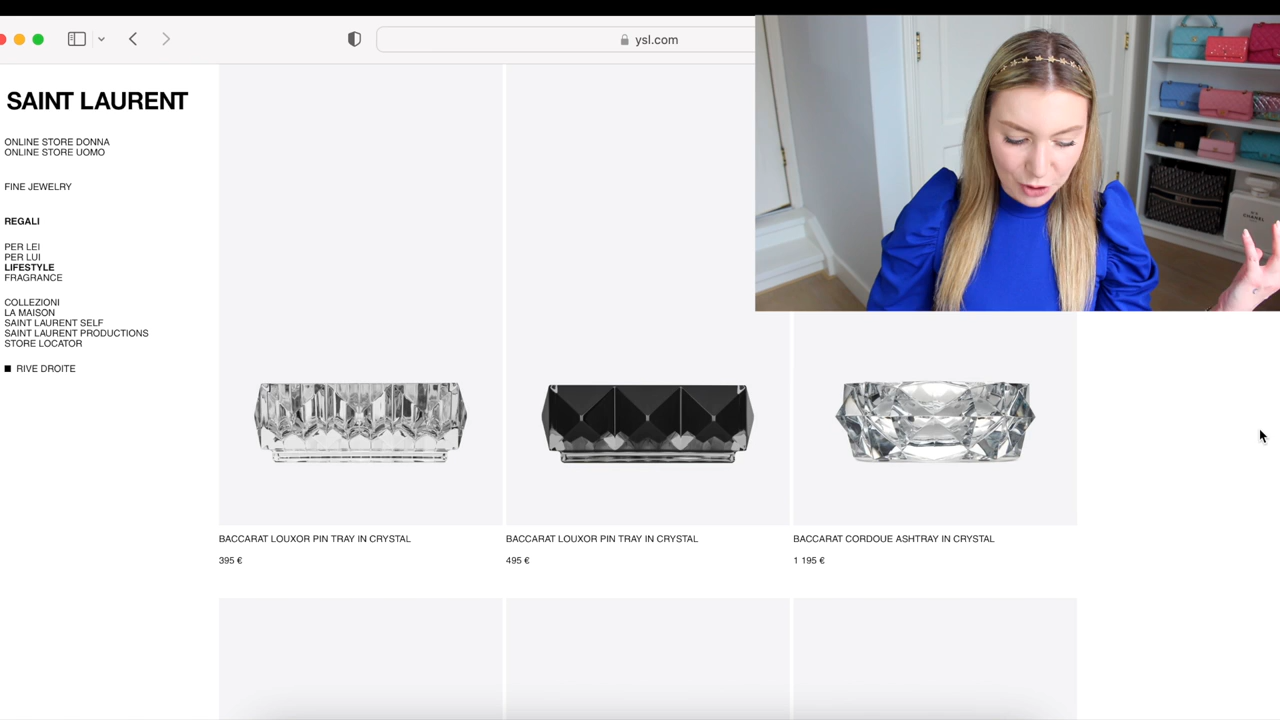 ysl.com
SAINT LAURENT
ONLINE STORE DONNA
ONLINE STORE UOMO
FINE JEWELRY
REGALI
PER LEI
PER LUI
LIFESTYLE
FRAGRANCE
COLLEZIONI
LA MAISON
SAINT LAURENT SELF
SAINT LAURENT PRODUCTIONS
STORE LOCATOR
RIVE DROITE
BACCARAT LOUXOR PIN TRAY IN CRYSTAL
395 €
BACCARAT LOUXOR PIN TRAY IN CRYSTAL
495 €
BACCARAT CORDOUE ASHTRAY IN CRYSTAL
1 195 €
CHANEL